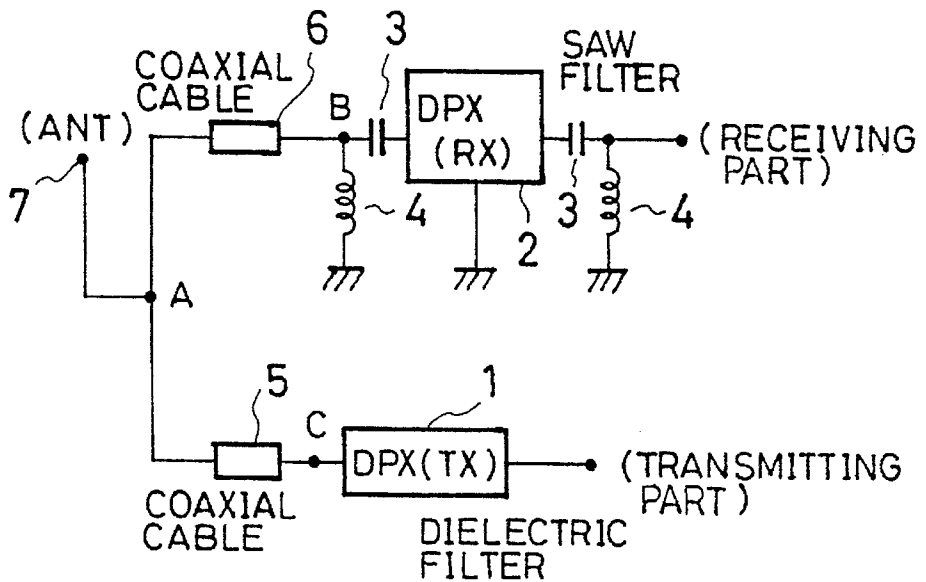 6
3
SAW
FILTER
COAXIAL
CABLE
B
DPX
(RX)
(ANT)
(RECEIVING
PART)
7
4
2
3
4
A
5
C
1
DPX(TX)
(TRANSMITTING
PART)
COAXIAL
CABLE
DIELECTRIC
FILTER